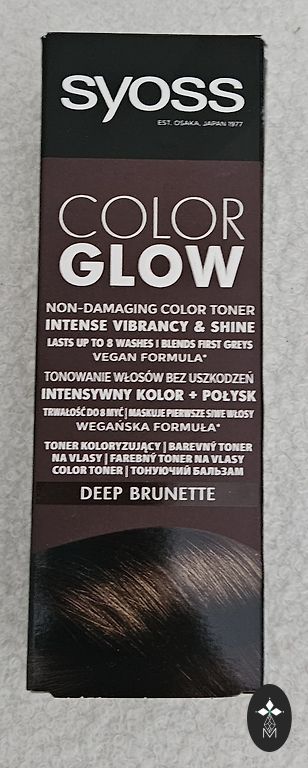 syoss
EST. OSAKA, JAPAN 1977
COLOR
GLOW
NON-DAMAGING COLOR TONER
INTENSE VIBRANCY & SHINE
LASTS UP TO 8 WASHES | BLENDS FIRST GREYS
VEGAN FORMULA*
TONOWANIE WŁOSÓW BEZ USZKODZEŃ
INTENSYWNY KOLOR + POŁYSK
TRWAŁOŚĆ DO 8 MYĆ | MASKUJE PIERWSZE SIWE WŁOSY
WEGAŃSKA FORMUŁA*
TONER KOLORYZUJĄCY | BAREVNÝ TONER
NA VLASY | FAREBNÝ TONER NA VLASY
COLOR TONER | ТОНУЮЧИЙ БАЛЬЗАМ
DEEP BRUNETTE